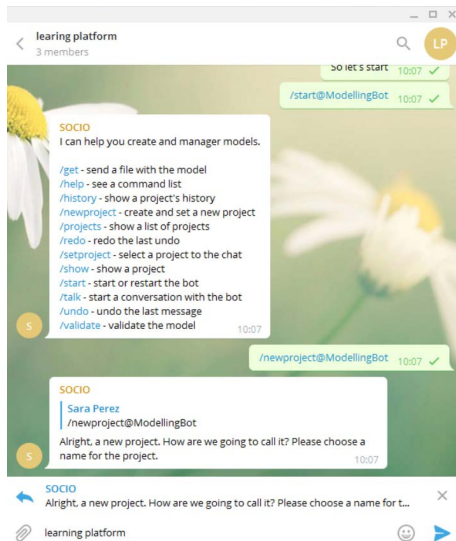 learing platform
3 members
LP
So let's start 10:07
/start@ModellingBot 10:07
SOCIO
I can help you create and manager models.
/get - send a file with the model
/help - see a command list
/history - show a project's history
/newproject - create and set a new project
/projects - show a list of projects
/redo - redo the last undo
/setproject - select a project to the chat
/show - show a project
/start - start or restart the bot
/talk - start a conversation with the bot
/undo - undo the last message
/validate - validate the model
10:07
S
/newproject@ModellingBot 10:07
SOCIO
Sara Perez
/newproject@ModellingBot
Alright, a new project. How are we going to call it? Please choose a
name for the project.
10:07
S
SOCIO
Alright, a new project. How are we going to call it? Please choose a name for t...
learning platform